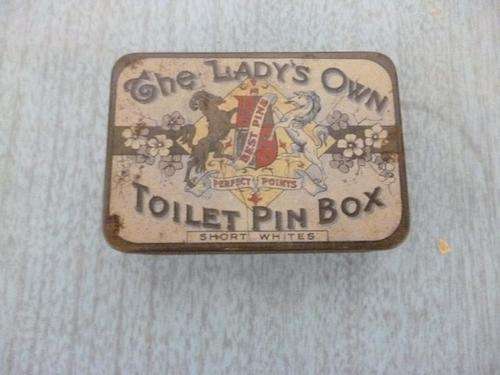 The LADY'S OWN
BEST PINS
PERFECT POINTS
TOILET PIN BOX
SHORT WHITES